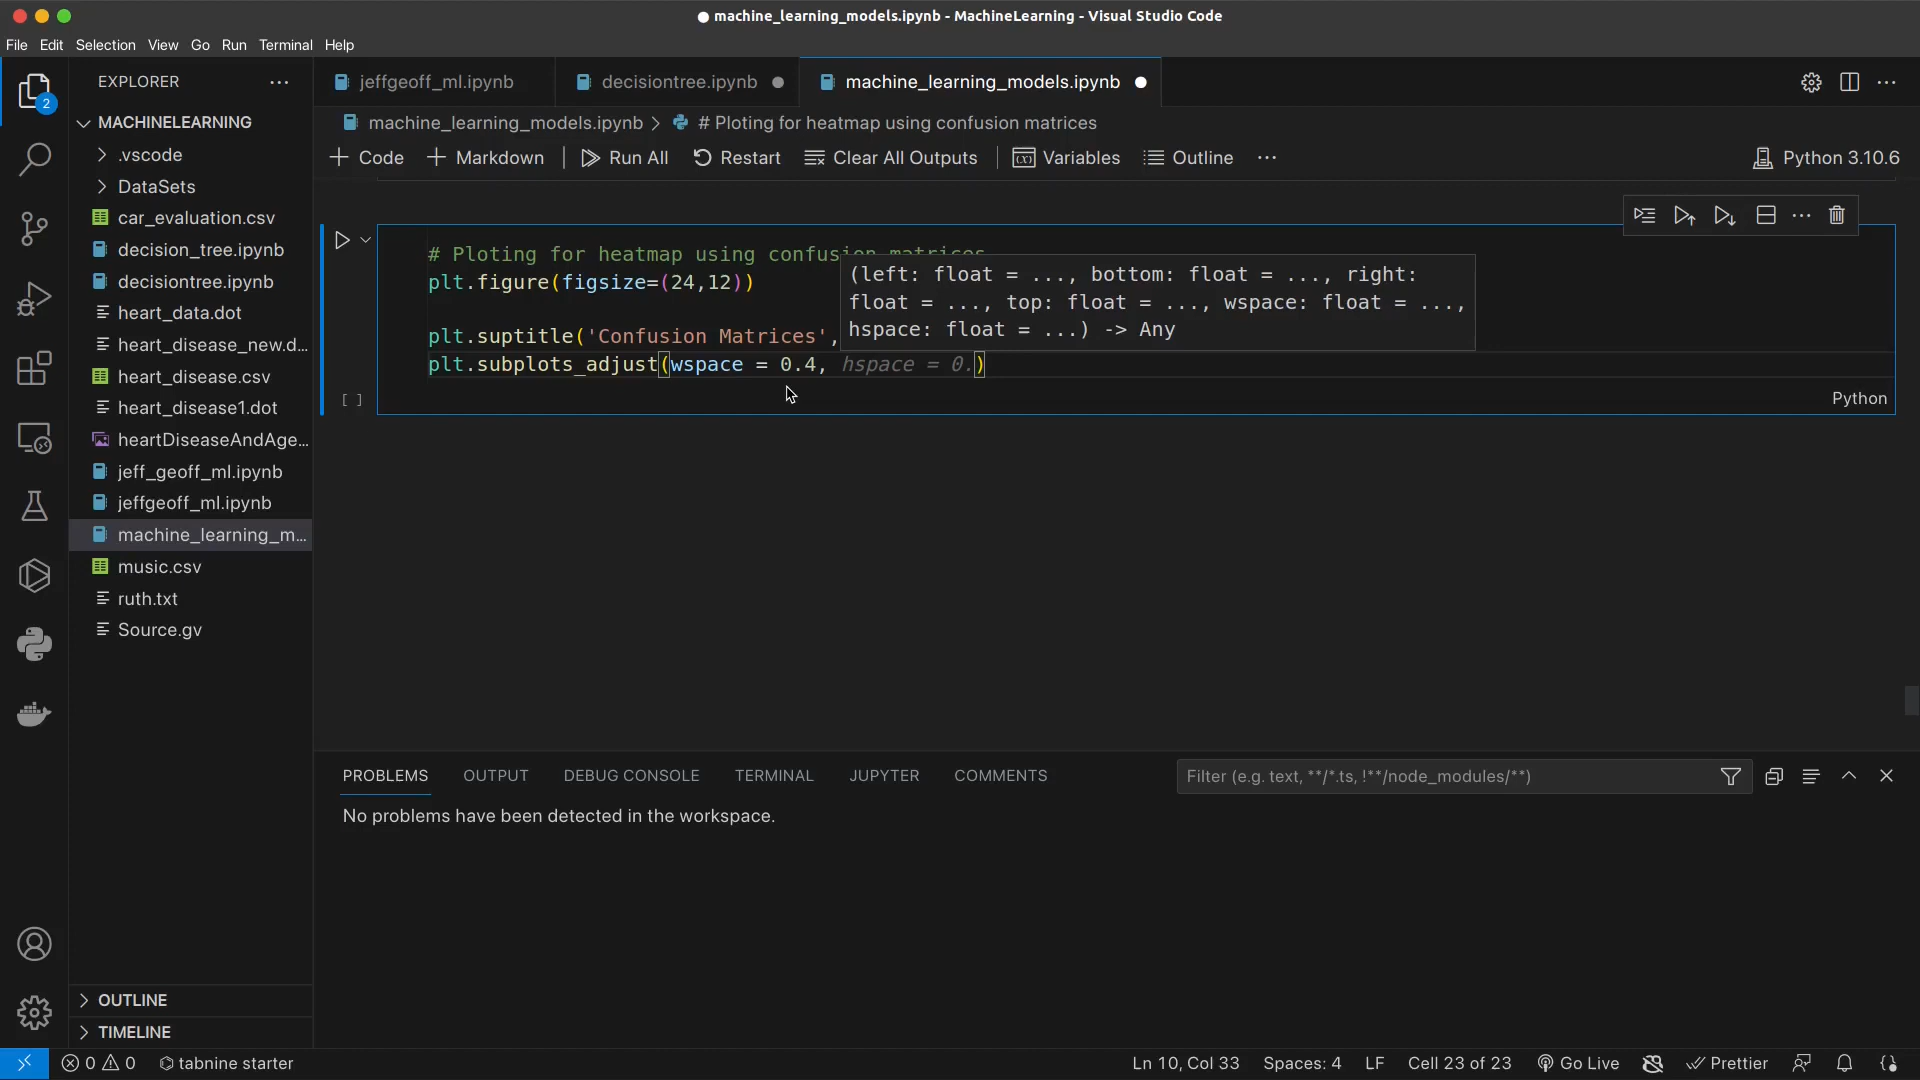 machine_learning_models.ipynb - MachineLearning - Visual Studio Code
File Edit Selection View Go Run Terminal Help
EXPLORER
2
jeffgeoff_ml.ipynb
decisiontree.ipynb
machine_learning_models.ipynb
MACHINELEARNING
.vscode
DataSets
car_evaluation.csv
decision_tree.ipynb
decisiontree.ipynb
heart_data.dot
heart_disease_new.d...
heart_disease.csv
heart_disease1.dot
heartDiseaseAndAge...
jeff_geoff_ml.ipynb
jeffgeoff_ml.ipynb
machine_learning_m...
music.csv
ruth.txt
Source.gv
OUTLINE
TIMELINE
machine_learning_models.ipynb > # Ploting for heatmap using confusion matrices
Code Markdown Run All Restart Clear All Outputs Variables Outline ... Python 3.10.6
# Ploting for heatmap using confusion matrices
plt.figure(figsize=(24,12))
(left: float = ..., bottom: float = ..., right:
float = ..., top: float = ..., wspace: float = ...,
hspace: float = ...) -> Any
plt.suptitle('Confusion Matrices',
plt.subplots_adjust(wspace = 0.4, hspace = 0.)
[ ]
Python
PROBLEMS OUTPUT DEBUG CONSOLE TERMINAL JUPYTER COMMENTS
Filter (e.g. text, **/*.ts, !**/node_modules/**)
No problems have been detected in the workspace.
0 0 tabnine starter Ln 10, Col 33 Spaces: 4 LF Cell 23 of 23 Go Live Prettier